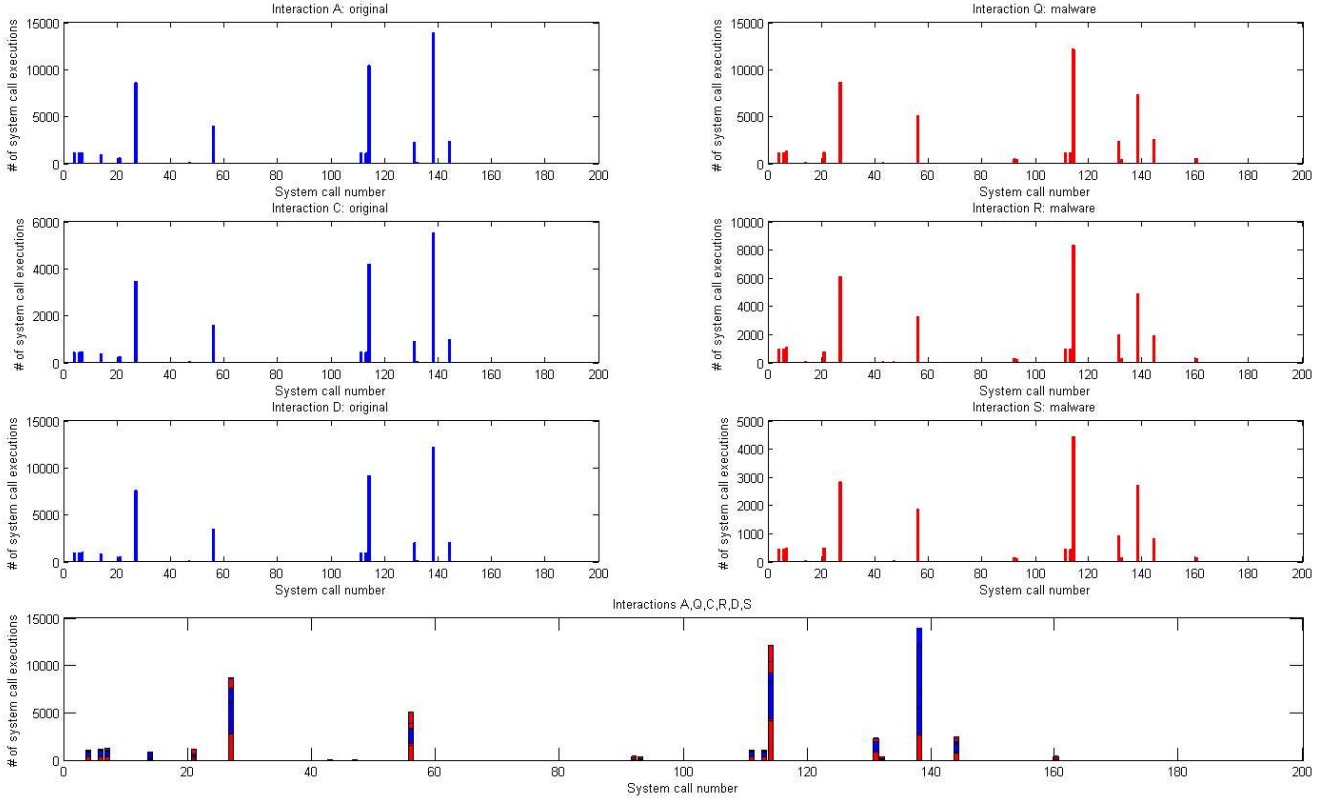 Interaction A: original
# of system call executions
15000
10000
5000
0
0 20 40 60 80 100 120 140 160 180 200
System call number
Interaction Q: malware
# of system call executions
15000
10000
5000
0
0 20 40 60 80 100 120 140 160 180 200
System call number
Interaction C: original
# of system call executions
6000
4000
2000
0
0 20 40 60 80 100 120 140 160 180 200
System call number
Interaction R: malware
# of system call executions
10000
8000
6000
4000
2000
0
0 20 40 60 80 100 120 140 160 180 200
System call number
Interaction D: original
# of system call executions
15000
10000
5000
0
0 20 40 60 80 100 120 140 160 180 200
System call number
Interaction S: malware
# of system call executions
5000
4000
3000
2000
1000
0
0 20 40 60 80 100 120 140 160 180 200
System call number
Interactions A,Q,C,R,D,S
# of system call executions
15000
10000
5000
0
0 20 40 60 80 100 120 140 160 180 200
System call number